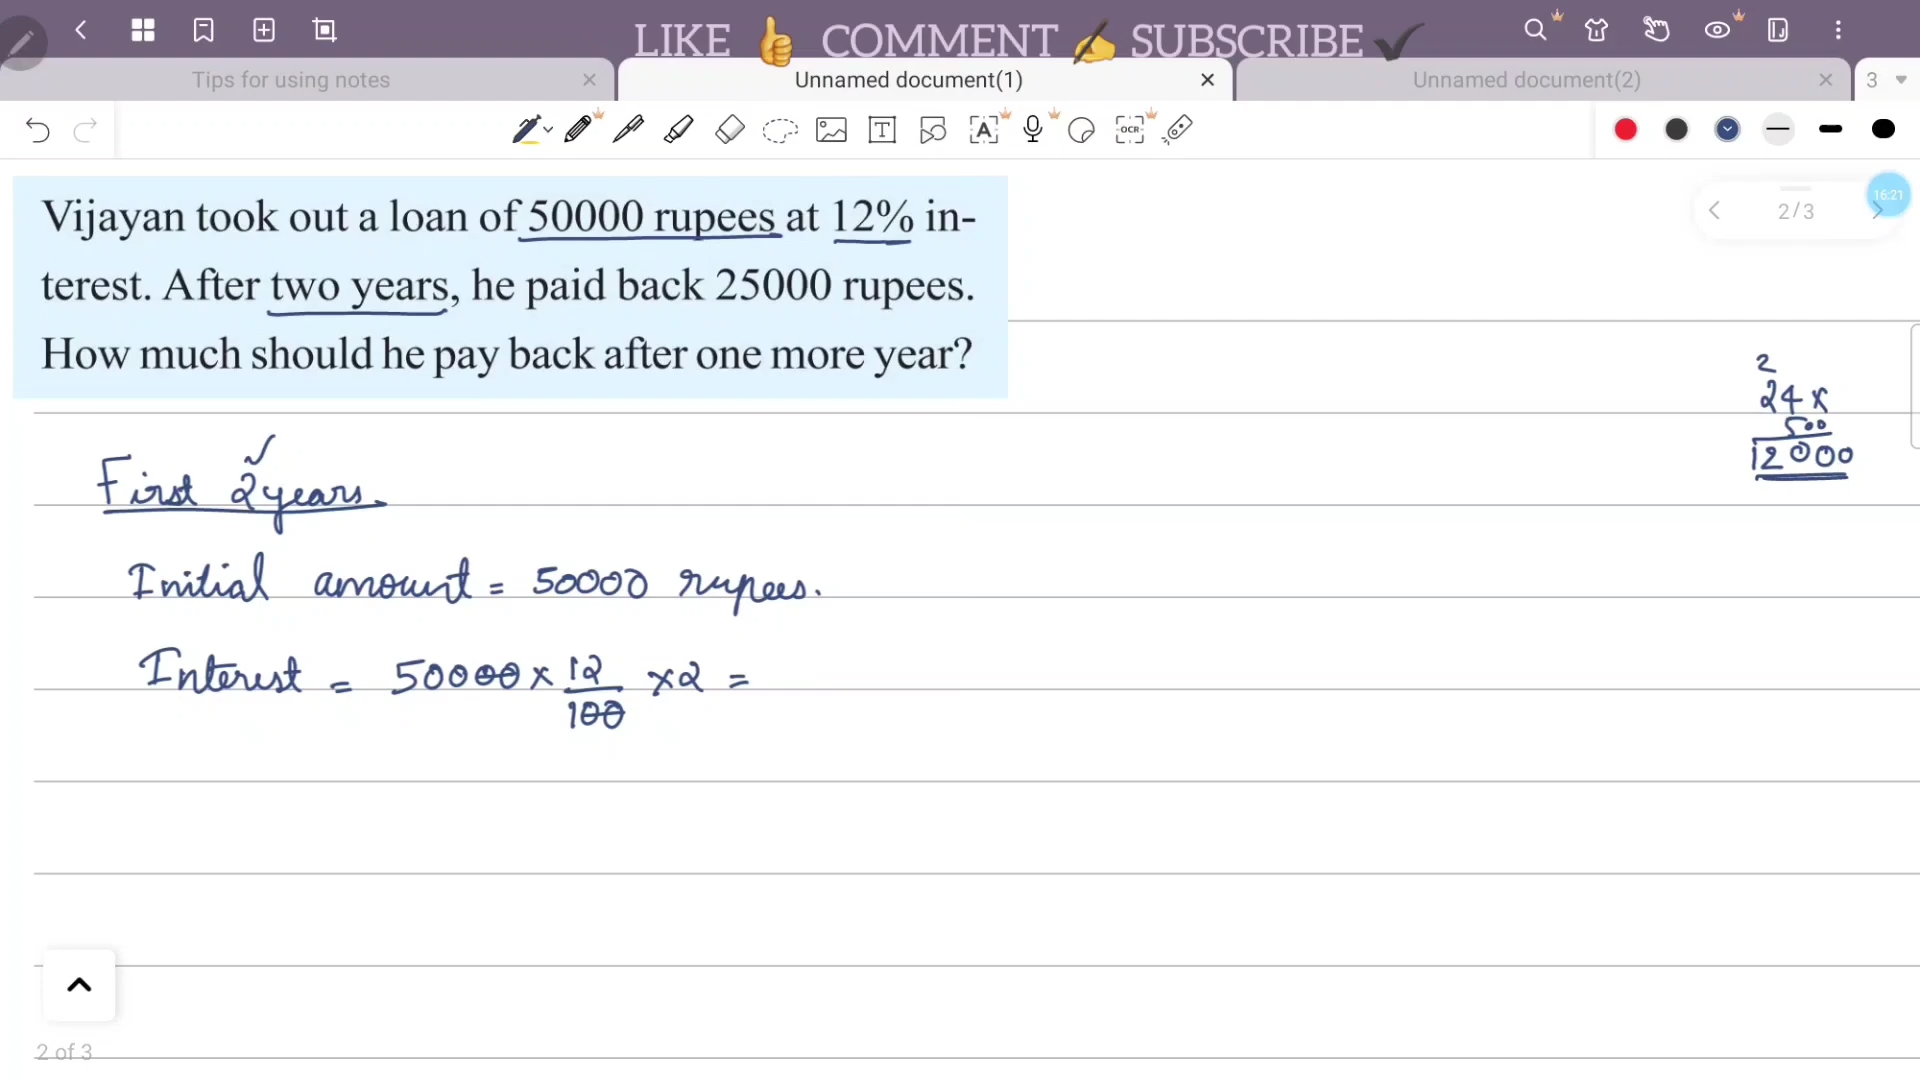 LIKE 👍 COMMENT ✍ SUBSCRIBE ✔
Tips for using notes
Unnamed document(1)
Unnamed document(2)
3
A
T
OCR
Vijayan took out a loan of 50000 rupees at 12% in-
terest. After two years, he paid back 25000 rupees.
How much should he pay back after one more year?
2/3
16:21
2
24 x
500
12000
First 2 years.
Initial amount = 50000 rupees.
Interest = 50000 x 12/100 x 2 =
2 of 3